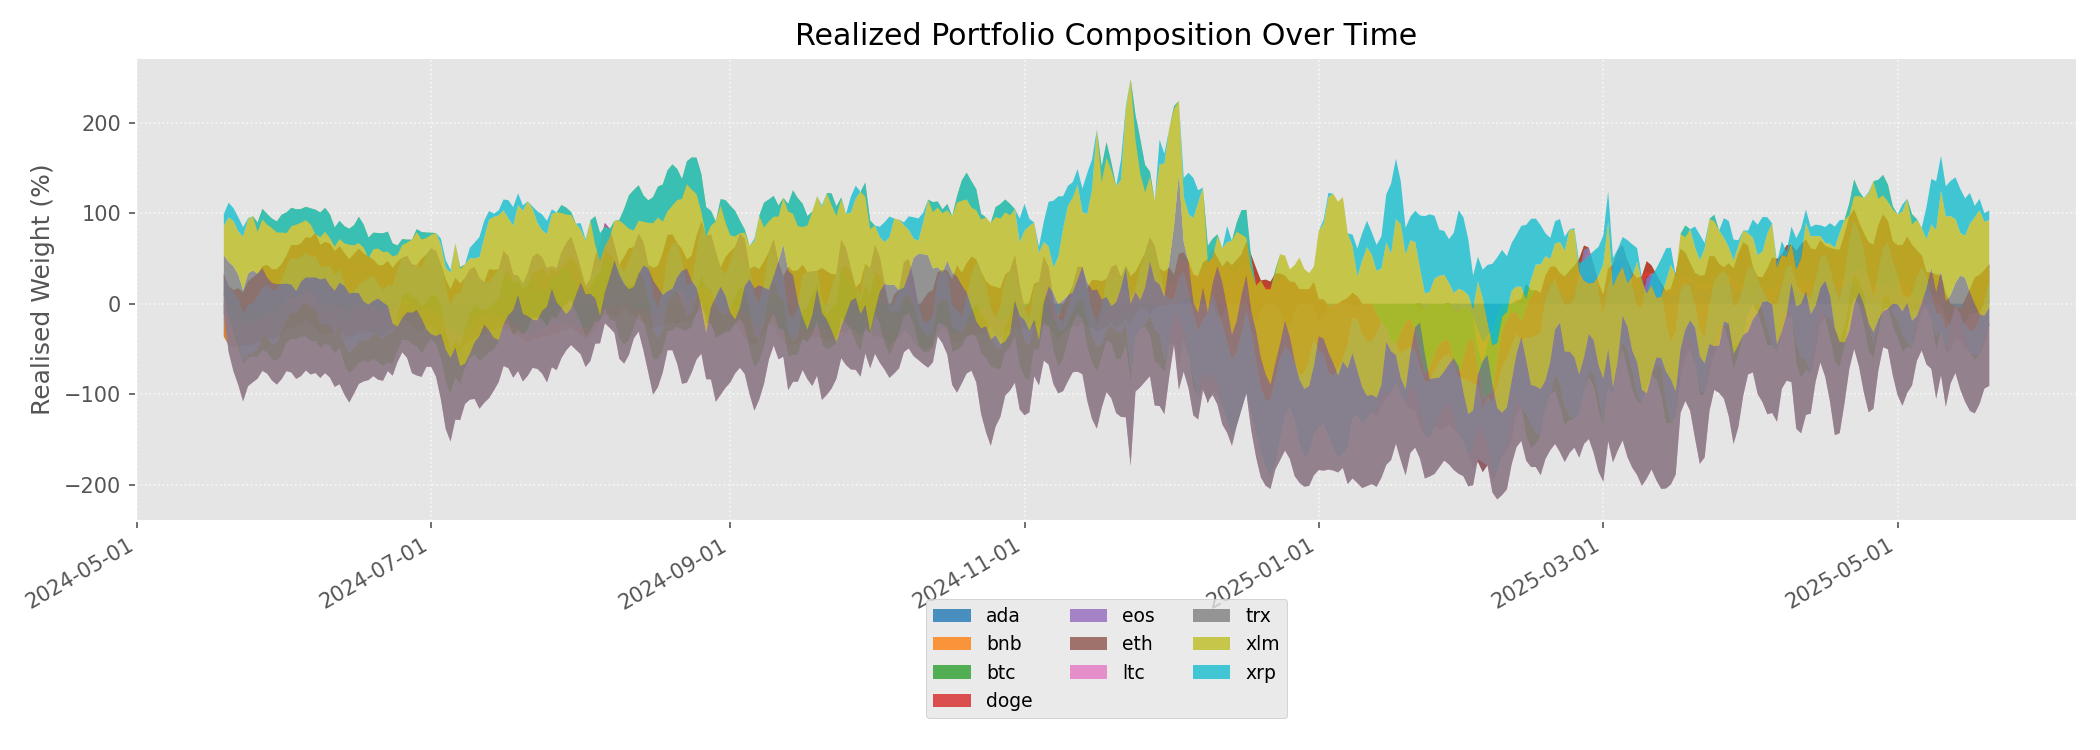 Realized Portfolio Composition Over Time
Realised Weight (%)
200
100
0
−100
−200
2024-05-01
2024-07-01
2024-09-01
2024-11-01
2025-01-01
2025-03-01
2025-05-01
ada
bnb
btc
doge
eos
eth
ltc
trx
xlm
xrp